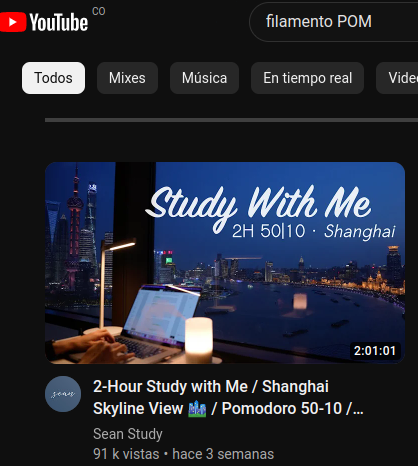 YouTube CO
filamento POM
Todos Mixes Música En tiempo real
Study With Me
2H 50|10 · Shanghai
2:01:01
sean
2-Hour Study with Me / Shanghai
Skyline View 🏙️ / Pomodoro 50-10 /...
Sean Study
91 k vistas • hace 3 semanas